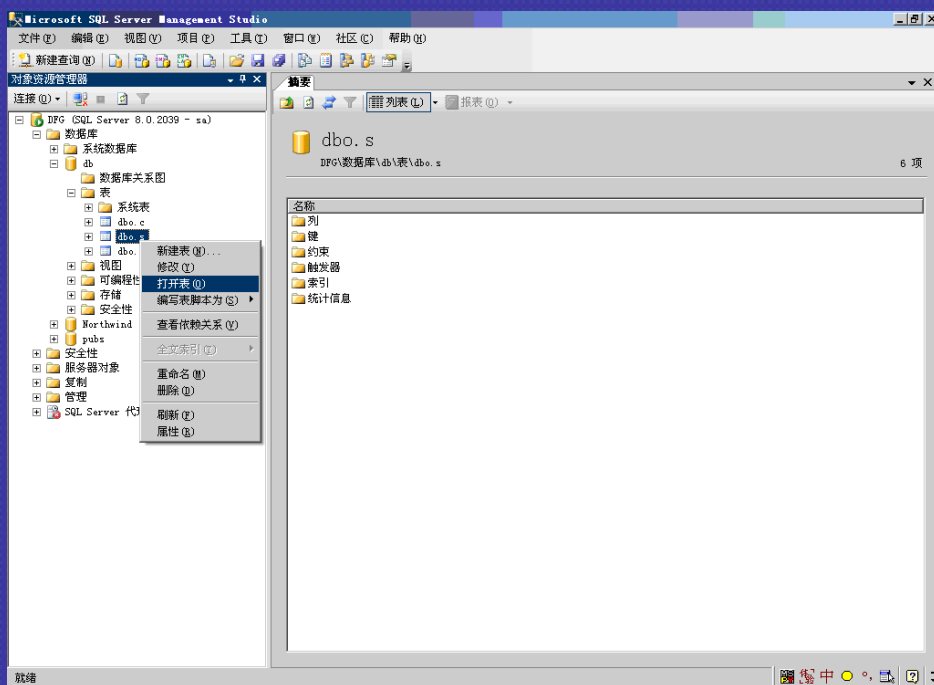 Microsoft SQL Server Management Studio
文件(F) 编辑(E) 视图(V) 项目(P) 工具(T) 窗口(W) 社区(C) 帮助(H)
新建查询(N)
对象资源管理器
连接(O)
DFG (SQL Server 8.0.2039 - sa)
数据库
系统数据库
db
数据库关系图
表
系统表
dbo.c
dbo.s
dbo.
视图
可编程性
存储
安全性
Northwind
pubs
安全性
服务器对象
复制
管理
SQL Server 代理
新建表(N)...
修改(Y)
打开表(O)
编写表脚本为(S)
查看依赖关系(V)
全文索引(T)
重命名(M)
删除(D)
刷新(F)
属性(R)
摘要
列表(L) 报表(O)
dbo.s
DFG\数据库\db\表\dbo.s 6 项
名称
列
键
约束
触发器
索引
统计信息
就绪
中